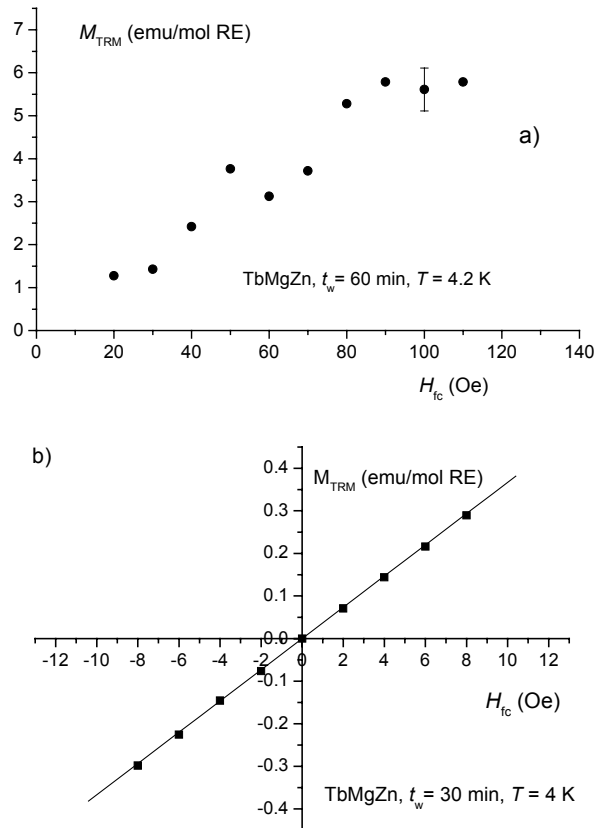 M_TRM (emu/mol RE)
7
6
5
4
3
2
1
0
a)
TbMgZn, t_w= 60 min, T = 4.2 K
0 20 40 60 80 100 120 140
H_fc (Oe)
b)
M_TRM (emu/mol RE)
0.4
0.3
0.2
0.1
0.0
-12 -10 -8 -6 -4 -2 0 2 4 6 8 10 12
-0.1
H_fc (Oe)
-0.2
-0.3
TbMgZn, t_w= 30 min, T = 4 K
-0.4